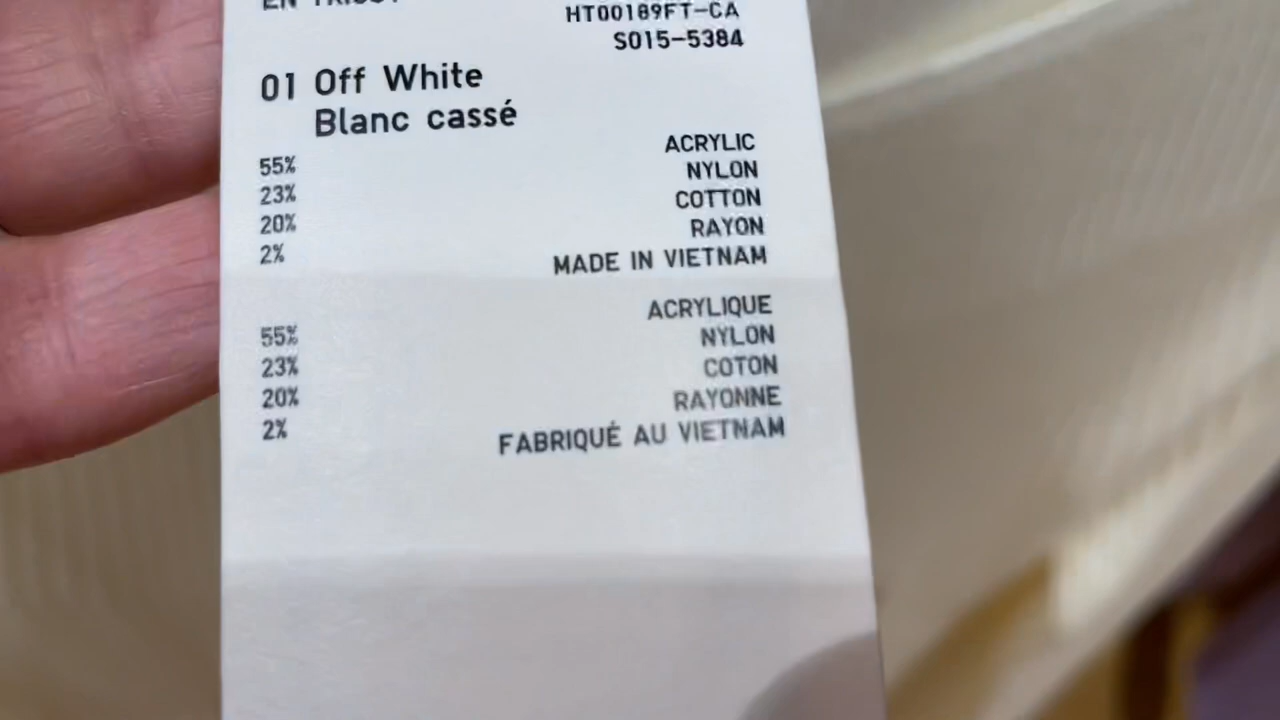 HT00189FT-CA
S015-5384
01 Off White
Blanc cassé
55% ACRYLIC
23% NYLON
20% COTTON
2% RAYON
MADE IN VIETNAM
55% ACRYLIQUE
23% NYLON
20% COTON
2% RAYONNE
FABRIQUÉ AU VIETNAM